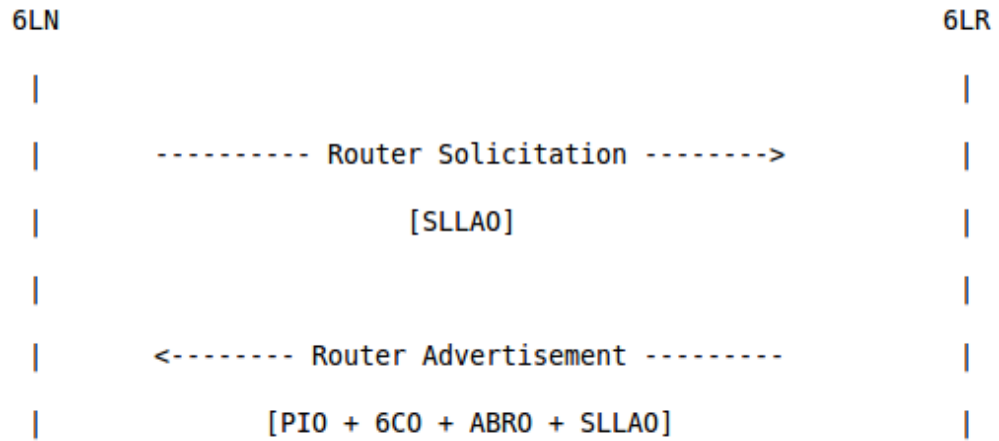 6LN 6LR
| |
| ---------- Router Solicitation --------> |
| [SLLAO] |
| |
| <-------- Router Advertisement --------- |
| [PIO + 6CO + ABRO + SLLAO] |